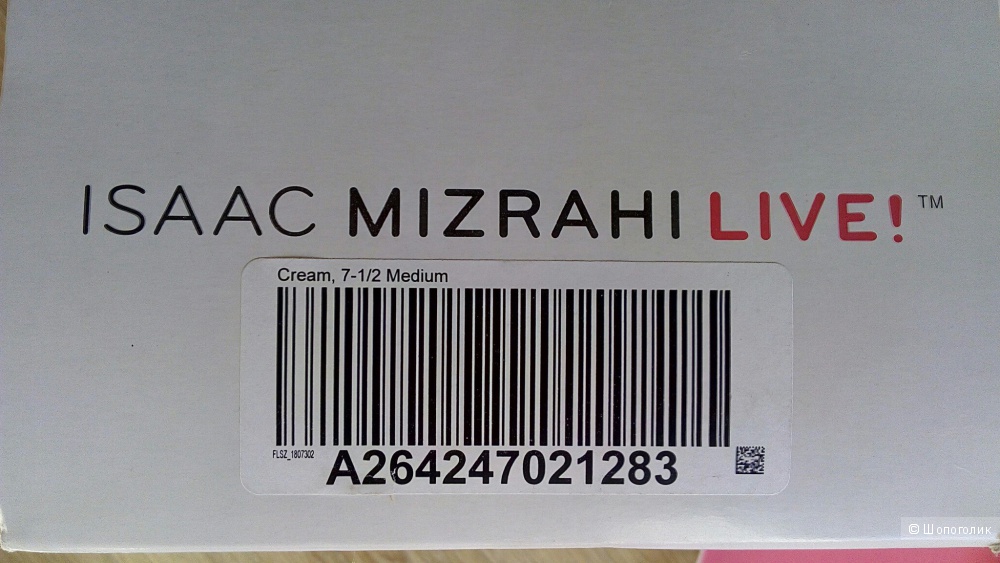 ISAAC MIZRAHI LIVE!™
Cream, 7-1/2 Medium
FLSZ_1807302
A264247021283
© Шопоголик